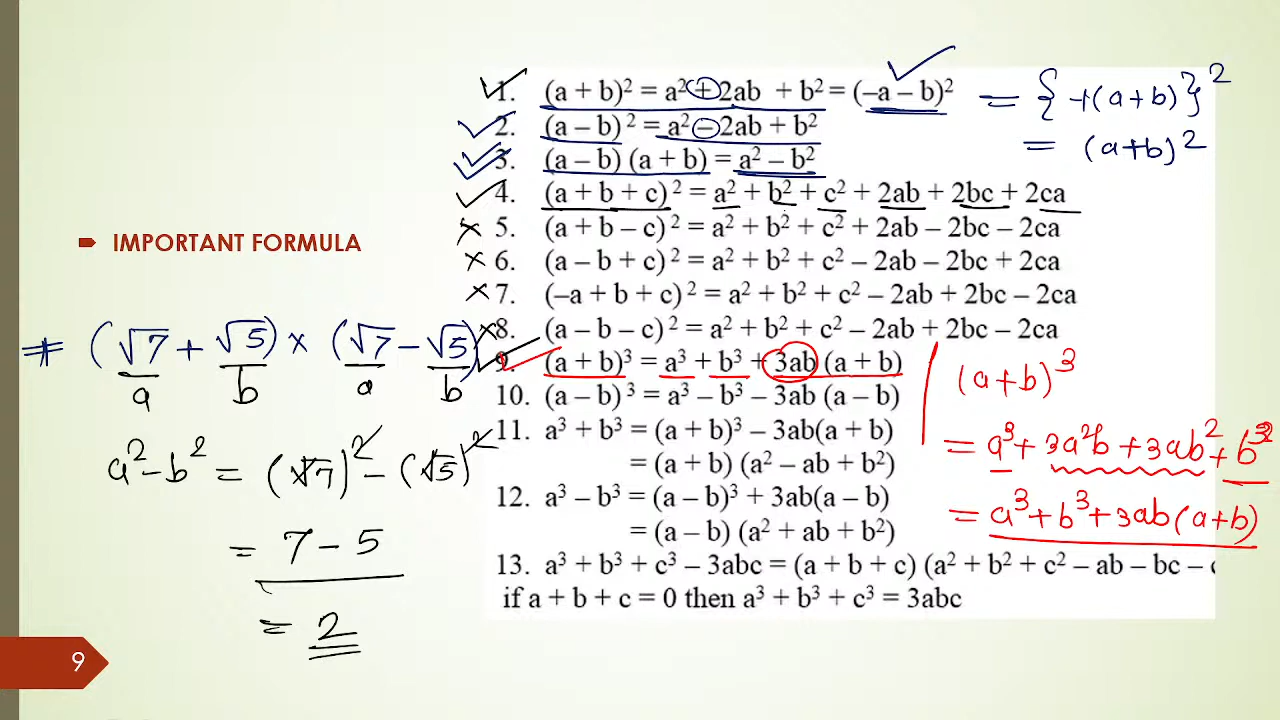 IMPORTANT FORMULA
1. (a + b)² = a² + 2ab + b² = (–a – b)² = {+(a+b)}²
= (a+b)²
2. (a – b)² = a² – 2ab + b²
3. (a – b) (a + b) = a² – b²
4. (a + b + c)² = a² + b² + c² + 2ab + 2bc + 2ca
5. (a + b – c)² = a² + b² + c² + 2ab – 2bc – 2ca
6. (a – b + c)² = a² + b² + c² – 2ab – 2bc + 2ca
7. (–a + b + c)² = a² + b² + c² – 2ab + 2bc – 2ca
8. (a – b – c)² = a² + b² + c² – 2ab + 2bc – 2ca
9. (a + b)³ = a³ + b³ + 3ab (a + b)
10. (a – b)³ = a³ – b³ – 3ab (a – b)
11. a³ + b³ = (a + b)³ – 3ab(a + b)
= (a + b) (a² – ab + b²)
12. a³ – b³ = (a – b)³ + 3ab(a – b)
= (a – b) (a² + ab + b²)
13. a³ + b³ + c³ – 3abc = (a + b + c) (a² + b² + c² – ab – bc –
if a + b + c = 0 then a³ + b³ + c³ = 3abc
# (√7 + √5) × (√7 – √5)
a b a b
a² – b² = (√7)² – (√5)²
= 7 – 5
= 2
(a+b)³
= a³ + 3a²b + 3ab² + b³
= a³ + b³ + 3ab (a+b)
9